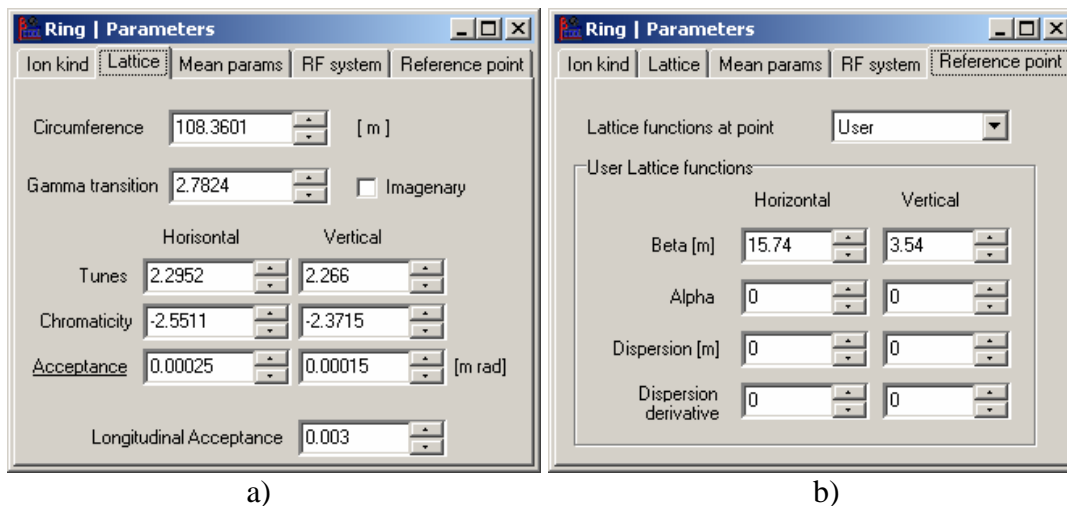 Ring | Parameters
Ion kind Lattice Mean params RF system Reference point
Circumference 108.3601 [ m ]
Gamma transition 2.7824 Imagenary
Horisontal Vertical
Tunes 2.2952 2.266
Chromaticity -2.5511 -2.3715
Acceptance 0.00025 0.00015 [m rad]
Longitudinal Acceptance 0.003
a)
Ring | Parameters
Ion kind Lattice Mean params RF system Reference point
Lattice functions at point User
User Lattice functions
Horizontal Vertical
Beta [m] 15.74 3.54
Alpha 0 0
Dispersion [m] 0 0
Dispersion
derivative 0 0
b)